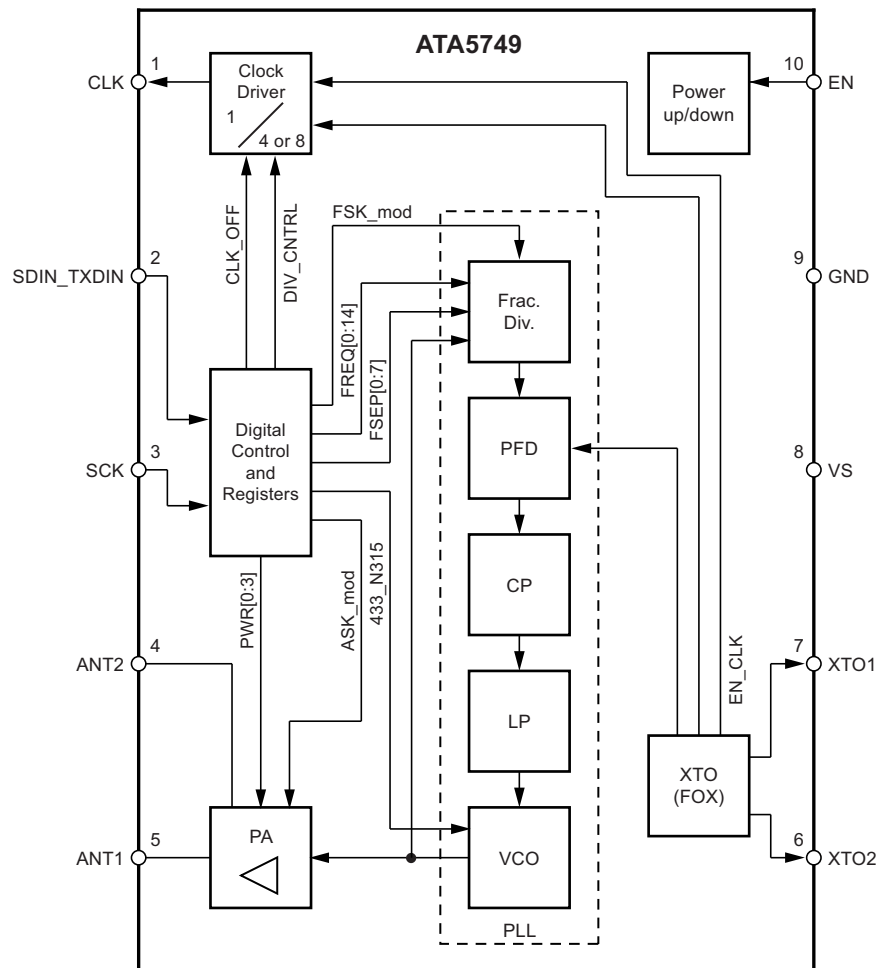 ATA5749
CLK
1
Clock
Driver
1
4 or 8
Power
up/down
10
EN
CLK_OFF
DIV_CNTRL
FSK_mod
SDIN_TXDIN
2
FREQ[0:14]
FSEP[0:7]
Frac.
Div.
9
GND
Digital
Control
and
Registers
PFD
SCK
3
8
VS
PWR[0:3]
ASK_mod
433_N315
CP
ANT2
4
LP
EN_CLK
7
XTO1
XTO
(FOX)
ANT1
5
PA
VCO
6
XTO2
PLL